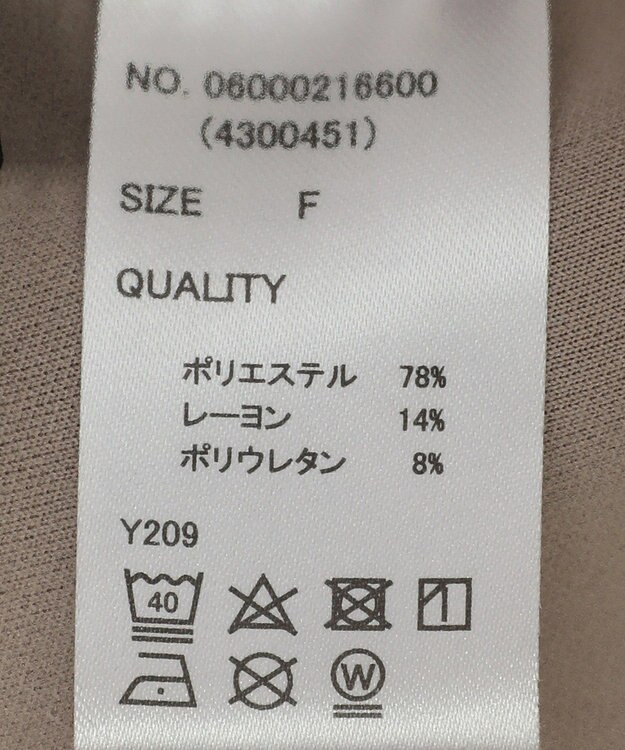 NO. 06000216600
(4300451)
SIZE F
QUALITY
ポリエステル 78%
レーヨン 14%
ポリウレタン 8%
Y209
40
W